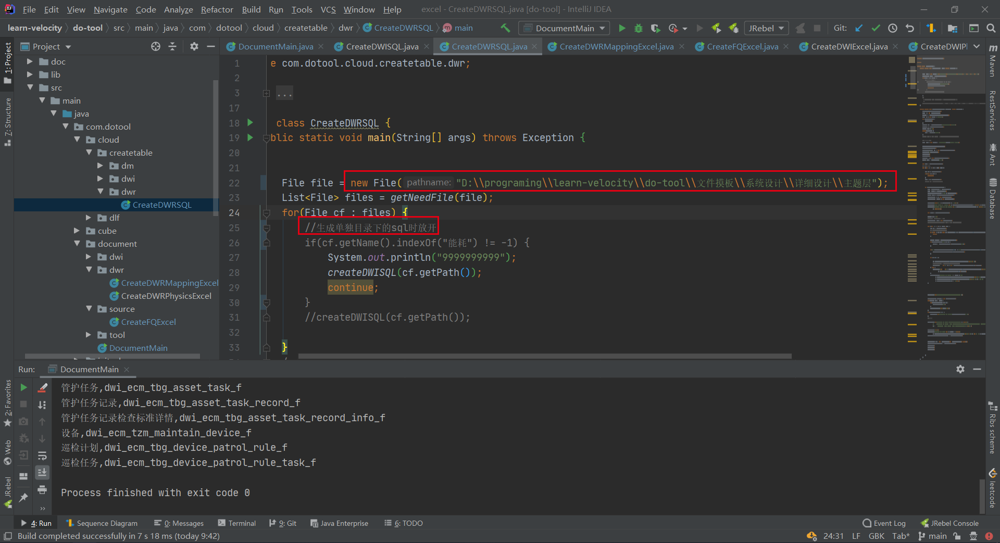 File Edit View Navigate Code Analyze Refactor Build Run Tools VCS Window Help excel - CreateDWRSQL.java [do-tool] - IntelliJ IDEA
learn-velocity do-tool src main java com dotool cloud createtable dwr CreateDWRSQL main DocumentMain JRebel Git:
Project
DocumentMain.java CreateDWISQL.java CreateDWRSQL.java CreateDWRMappingExcel.java CreateFQExcel.java CreateDWIExcel.java CreateDWIPl
doc
lib
src
main
java
com.dotool
cloud
createtable
dm
dwi
dwr
CreateDWRSQL
dlf
cube
document
dwi
dwr
CreateDWRMappingExcel
CreateDWRPhysicsExcel
source
CreateFQExcel
tool
DocumentMain
1 e com.dotool.cloud.createtable.dwr;
2
3 ...
17
18 class CreateDWRSQL {
19 blic static void main(String[] args) throws Exception {
20
21
22 File file = new File( pathname: "D:\\programing\\learn-velocity\\do-tool\\文件摸板\\系统设计\\详细设计\\主题层");
23 List<File> files = getNeedFile(file);
24 for(File cf : files) {
25 //生成单独目录下的sql时放开
26 if(cf.getName().indexOf("能耗") != -1) {
27 System.out.println("9999999999");
28 createDWISQL(cf.getPath());
29 continue;
30 }
31 //createDWISQL(cf.getPath());
32
33 }
Run: DocumentMain
管护任务,dwi_ecm_tbg_asset_task_f
管护任务记录,dwi_ecm_tbg_asset_task_record_f
管护任务记录检查标准详情,dwi_ecm_tbg_asset_task_record_info_f
设备,dwi_ecm_tzm_maintain_device_f
巡检计划,dwi_ecm_tbg_device_patrol_rule_f
巡检任务,dwi_ecm_tbg_device_patrol_rule_task_f
Process finished with exit code 0
1: Project
7: Structure
2: Favorites
Web
JRebel
Maven
RestServices
Ant
Database
Ribs scheme
leetcode
4: Run Sequence Diagram 0: Messages Terminal 9: Git Java Enterprise 6: TODO Event Log JRebel Console
Build completed successfully in 7 s 18 ms (today 9:42) 24:31 LF GBK Tab* main